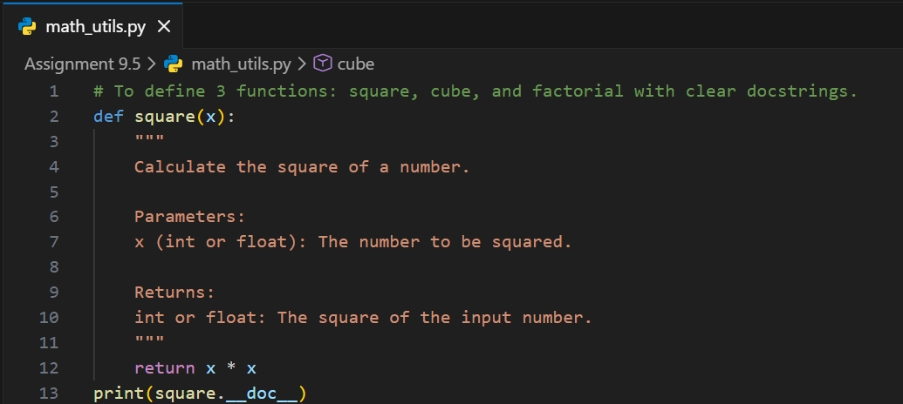 math_utils.py ×
Assignment 9.5 > math_utils.py > cube
1 # To define 3 functions: square, cube, and factorial with clear docstrings.
2 def square(x):
3     """
4     Calculate the square of a number.
5
6     Parameters:
7     x (int or float): The number to be squared.
8
9     Returns:
10     int or float: The square of the input number.
11     """
12     return x * x
13 print(square.__doc__)